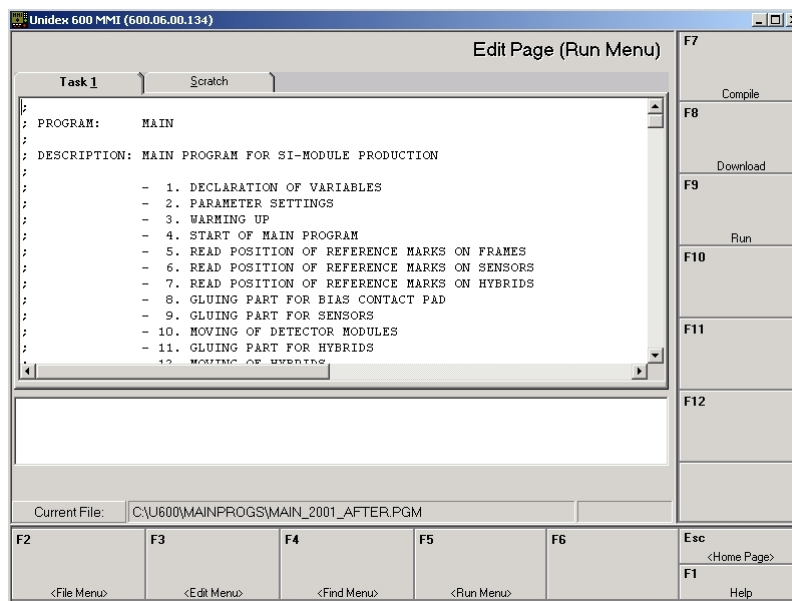 Unidex 600 MMI (600.06.00.134)
Edit Page (Run Menu)
Task 1
Scratch
;
; PROGRAM: MAIN
;
; DESCRIPTION: MAIN PROGRAM FOR SI-MODULE PRODUCTION
;
; - 1. DECLARATION OF VARIABLES
; - 2. PARAMETER SETTINGS
; - 3. WARMING UP
; - 4. START OF MAIN PROGRAM
; - 5. READ POSITION OF REFERENCE MARKS ON FRAMES
; - 6. READ POSITION OF REFERENCE MARKS ON SENSORS
; - 7. READ POSITION OF REFERENCE MARKS ON HYBRIDS
; - 8. GLUING PART FOR BIAS CONTACT PAD
; - 9. GLUING PART FOR SENSORS
; - 10. MOVING OF DETECTOR MODULES
; - 11. GLUING PART FOR HYBRIDS
; - 12. MOVING OF HYBRIDS
Current File: C:\U600\MAINPROGS\MAIN_2001_AFTER.PGM
F7
Compile
F8
Download
F9
Run
F10
F11
F12
F2
<File Menu>
F3
<Edit Menu>
F4
<Find Menu>
F5
<Run Menu>
F6
Esc
<Home Page>
F1
Help